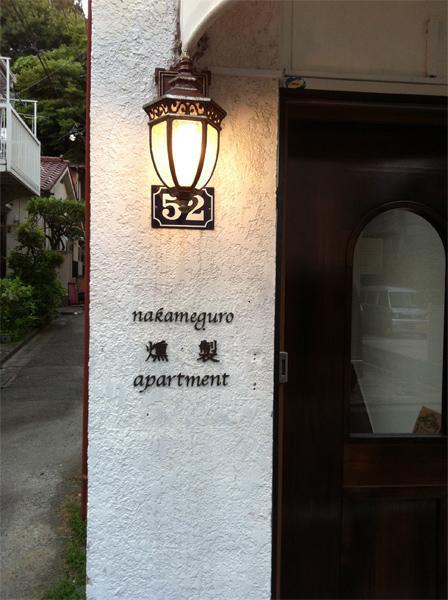 52
nakameguro
燻製
apartment